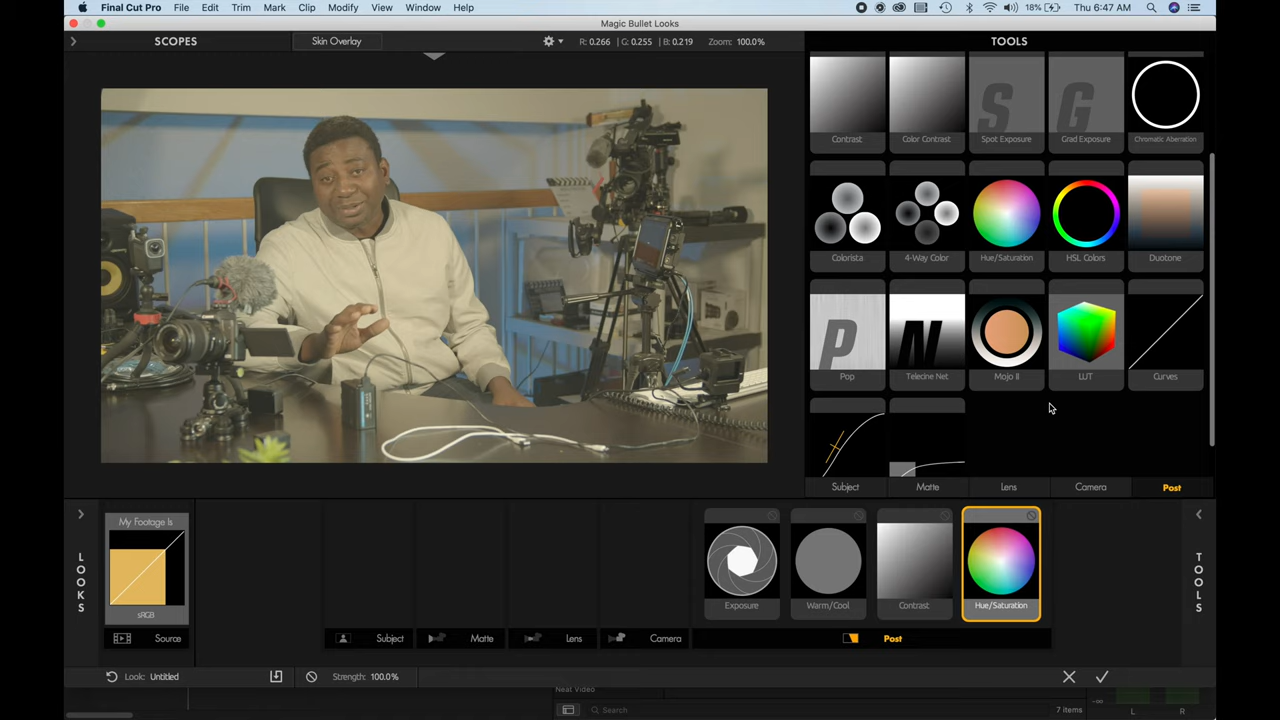 Final Cut Pro File Edit Trim Mark Clip Modify View Window Help 18% Thu 6:47 AM
Magic Bullet Looks
SCOPES Skin Overlay R: 0.266 G: 0.255 B: 0.219 Zoom: 100.0% TOOLS
S G
Contrast Color Contrast Spot Exposure Grad Exposure Chromatic Aberration
Colorista 4-Way Color Hue/Saturation HSL Colors Duotone
P N
Pop Telecine Net Mojo II LUT Curves
Subject Matte Lens Camera Post
My Footage Is
LOOKS
TOOLS
sRGB Exposure Warm/Cool Contrast Hue/Saturation
Source Subject Matte Lens Camera Post
Look: Untitled Strength: 100.0%
Neat Video
Search 7 items L R